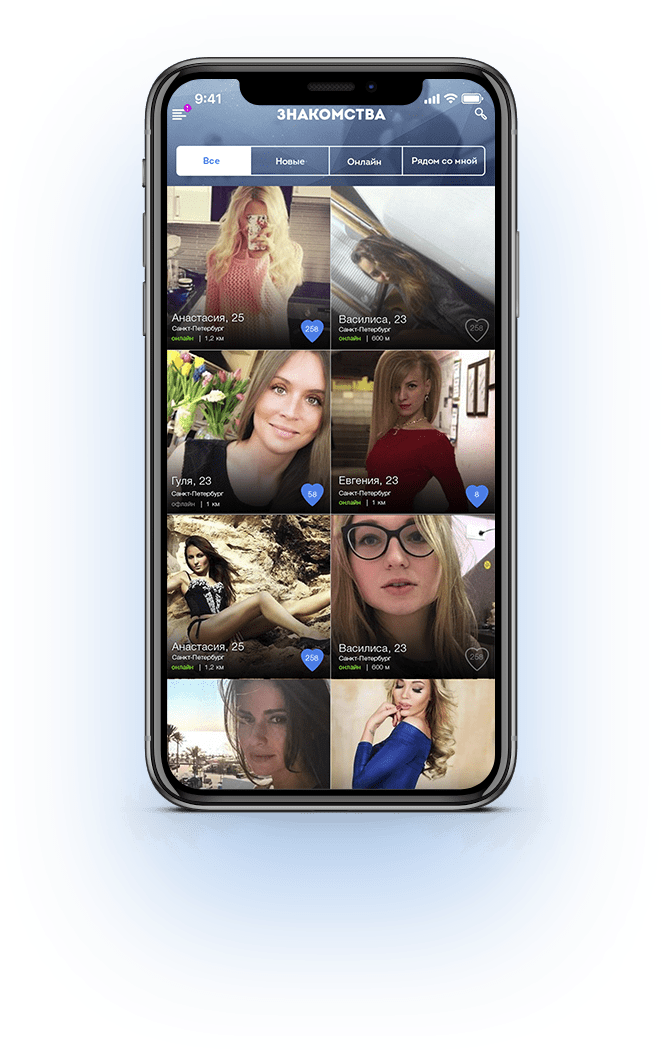 9:41
ЗНАКОМСТВА
Все
Новые
Онлайн
Рядом со мной
Анастасия, 25
Санкт-Петербург
онлайн | 1,2 км
258
Василиса, 23
Санкт-Петербург
онлайн | 600 м
258
Гуля, 23
Санкт-Петербург
офлайн | 1 км
58
Евгения, 23
Санкт-Петербург
онлайн | 1 км
8
Анастасия, 25
Санкт-Петербург
онлайн | 1,2 км
258
Василиса, 23
Санкт-Петербург
онлайн | 600 м
258